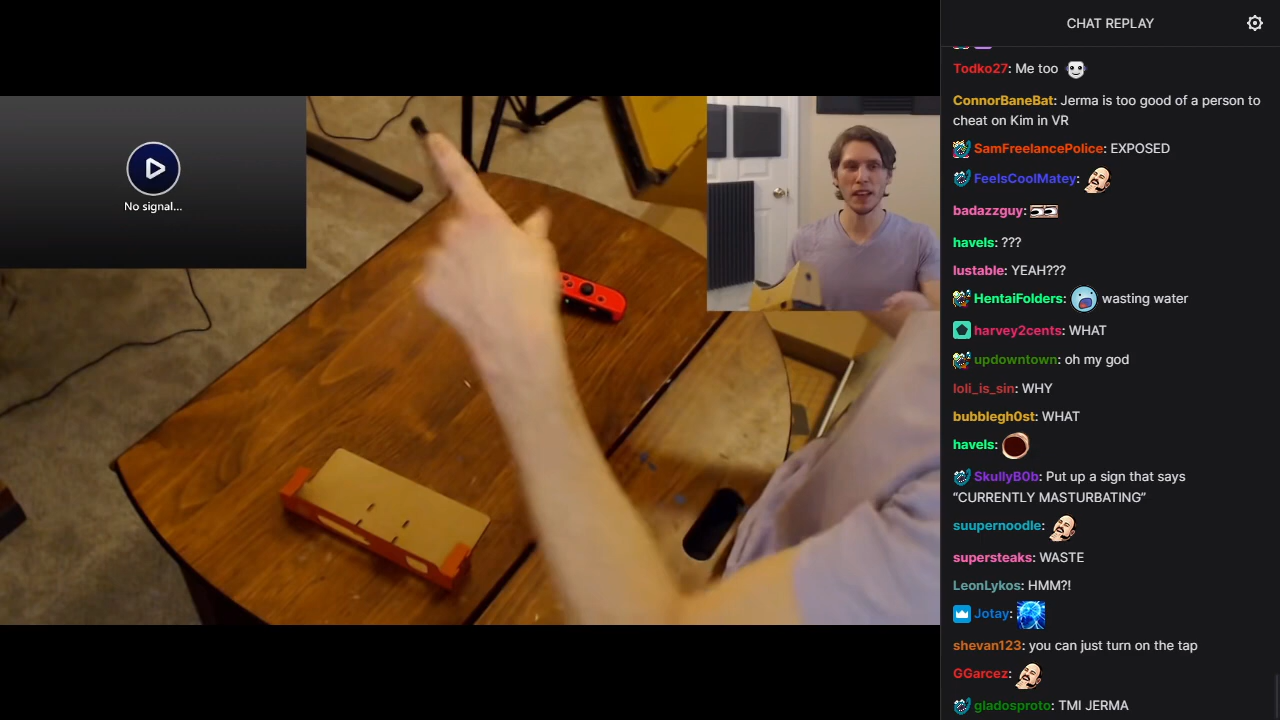 CHAT REPLAY
Todko27: Me too
ConnorBaneBat: Jerma is too good of a person to
cheat on Kim in VR
SamFreelancePolice: EXPOSED
FeelsCoolMatey:
badazzguy:
havels: ???
lustable: YEAH???
HentaiFolders: wasting water
harvey2cents: WHAT
updowntown: oh my god
loli_is_sin: WHY
bubblegh0st: WHAT
havels:
SkullyB0b: Put up a sign that says
“CURRENTLY MASTURBATING”
suupernoodle:
supersteaks: WASTE
LeonLykos: HMM?!
Jotay:
shevan123: you can just turn on the tap
GGarcez:
gladosproto: TMI JERMA
No signal...